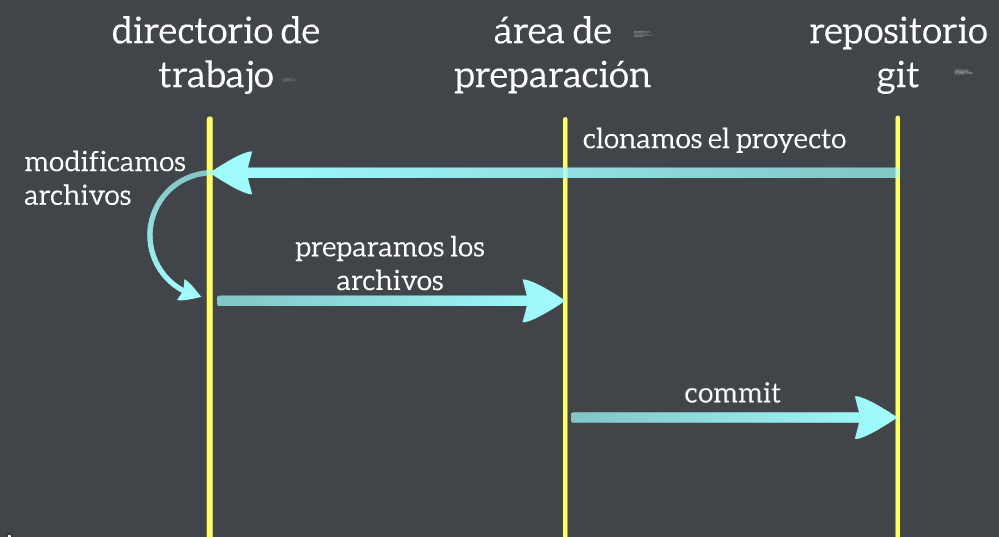 directorio de
trabajo
área de
preparación
repositorio
git
clonamos el proyecto
modificamos
archivos
preparamos los
archivos
commit